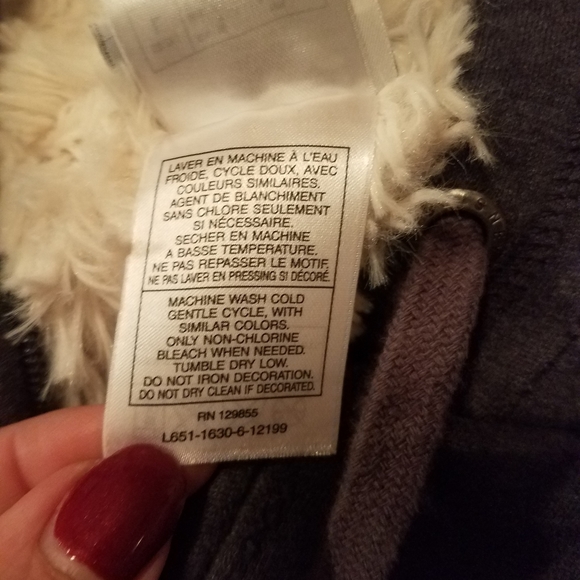 LAVER EN MACHINE À L'EAU
FROIDE, CYCLE DOUX, AVEC
COULEURS SIMILAIRES.
AGENT DE BLANCHIMENT
SANS CHLORE SEULEMENT
SI NÉCESSAIRE.
SECHER EN MACHINE
A BASSE TEMPERATURE.
NE PAS REPASSER LE MOTIF.
NE PAS LAVER EN PRESSING SI DÉCORÉ.
MACHINE WASH COLD
GENTLE CYCLE, WITH
SIMILAR COLORS.
ONLY NON-CHLORINE
BLEACH WHEN NEEDED.
TUMBLE DRY LOW.
DO NOT IRON DECORATION.
DO NOT DRY CLEAN IF DECORATED.
RN 129855
L651-1630-6-12199